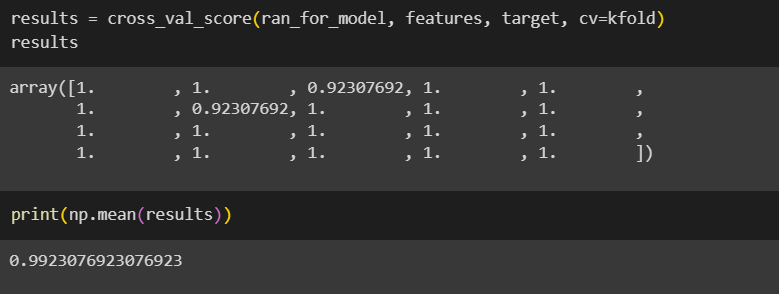 results = cross_val_score(ran_for_model, features, target, cv=kfold)
results
array([1.        , 1.        , 0.92307692, 1.        , 1.        ,
       1.        , 0.92307692, 1.        , 1.        , 1.        ,
       1.        , 1.        , 1.        , 1.        , 1.        ,
       1.        , 1.        , 1.        , 1.        , 1.        ])
print(np.mean(results))
0.9923076923076923